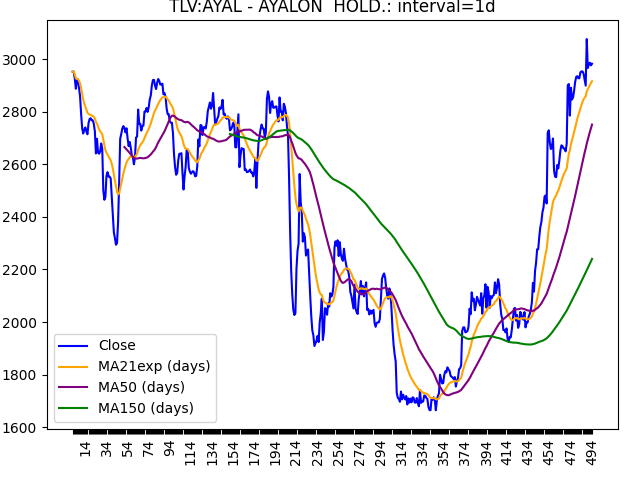 TLV:AYAL - AYALON  HOLD.: interval=1d
3000
2800
2600
2400
2200
2000
1800
1600
Close
MA21exp (days)
MA50 (days)
MA150 (days)
14 34 54 74 94 114 134 154 174 194 214 234 254 274 294 314 334 354 374 394 414 434 454 474 494